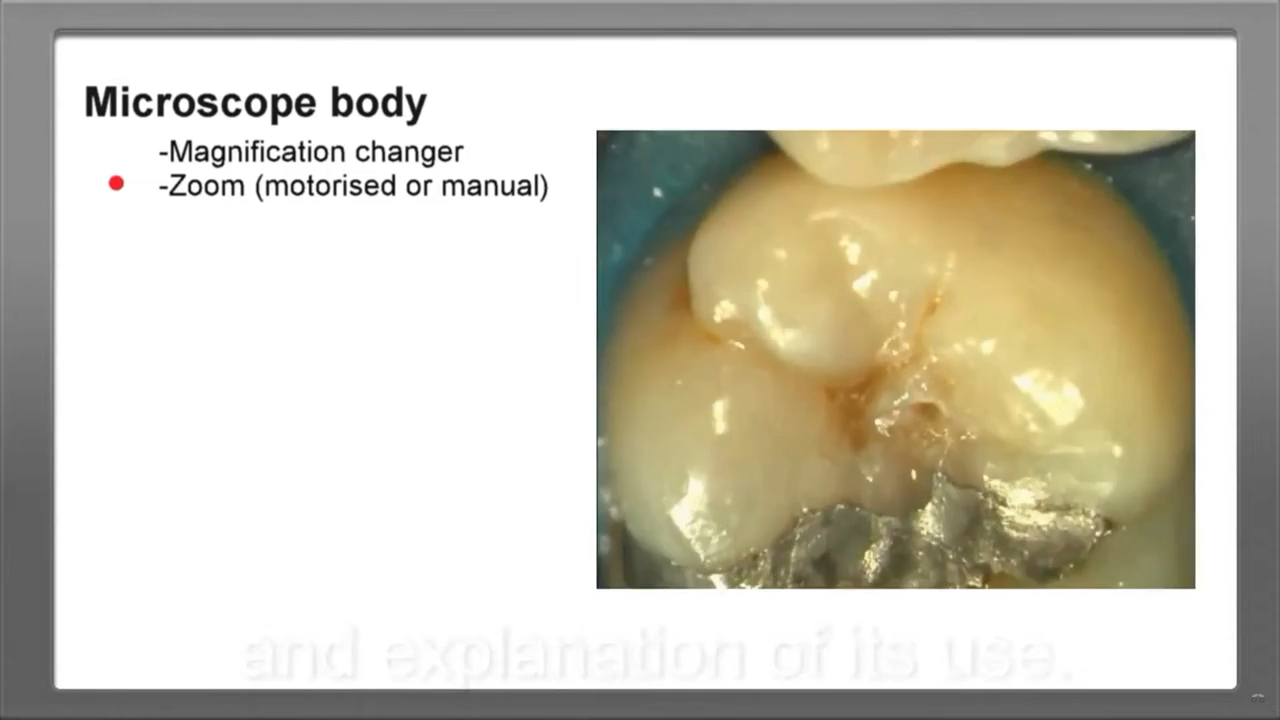 Microscope body
-Magnification changer
-Zoom (motorised or manual)
and explanation of its use.